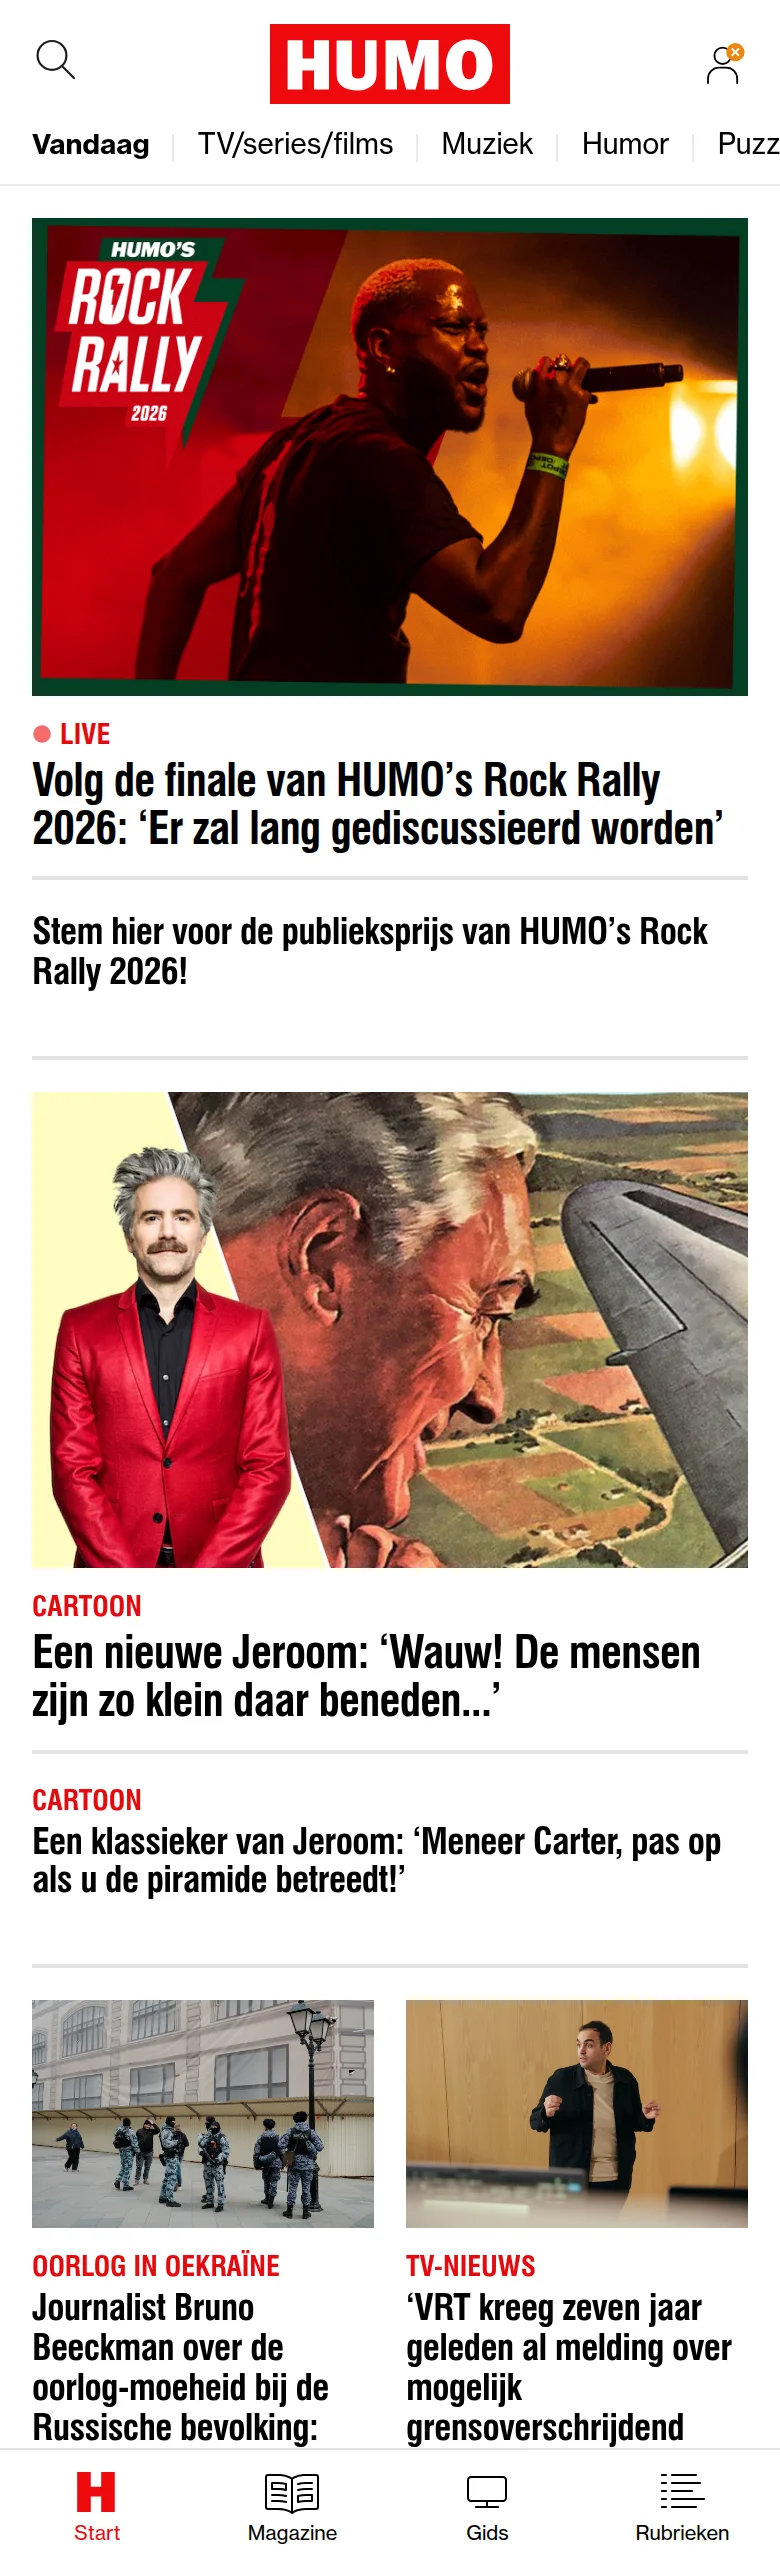 HUMO
Vandaag
TV/series/films
Muziek
Humor
Puzz
HUMO'S
ROCK
RALLY
2026
LIVE
Volg de finale van HUMO’s Rock Rally
2026: ‘Er zal lang gediscussieerd worden’
Stem hier voor de publieksprijs van HUMO’s Rock
Rally 2026!
CARTOON
Een nieuwe Jeroom: ‘Wauw! De mensen
zijn zo klein daar beneden...’
CARTOON
Een klassieker van Jeroom: ‘Meneer Carter, pas op
als u de piramide betreedt!’
OORLOG IN OEKRAÏNE
Journalist Bruno
Beeckman over de
oorlog-moeheid bij de
Russische bevolking:
TV-NIEUWS
‘VRT kreeg zeven jaar
geleden al melding over
mogelijk
grensoverschrijdend
Start
Magazine
Gids
Rubrieken